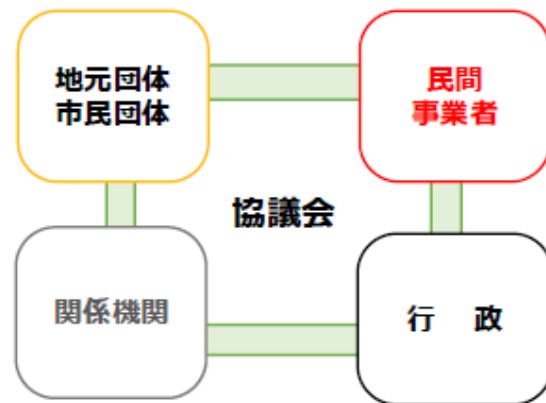 地元団体
市民団体
民間
事業者
協議会
関係機関
行　政